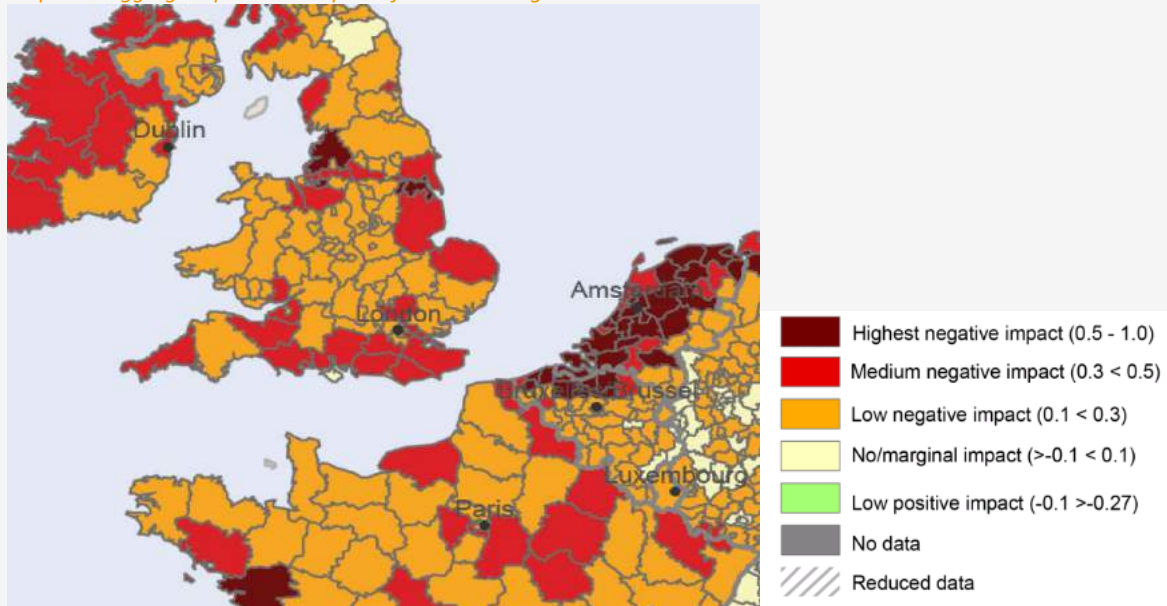 Dublin
London
Amsterdam
Luxembourg
Paris
Highest negative impact (0.5 - 1.0)
Medium negative impact (0.3 < 0.5)
Low negative impact (0.1 < 0.3)
No/marginal impact (>-0.1 < 0.1)
Low positive impact (-0.1 >-0.27)
No data
Reduced data